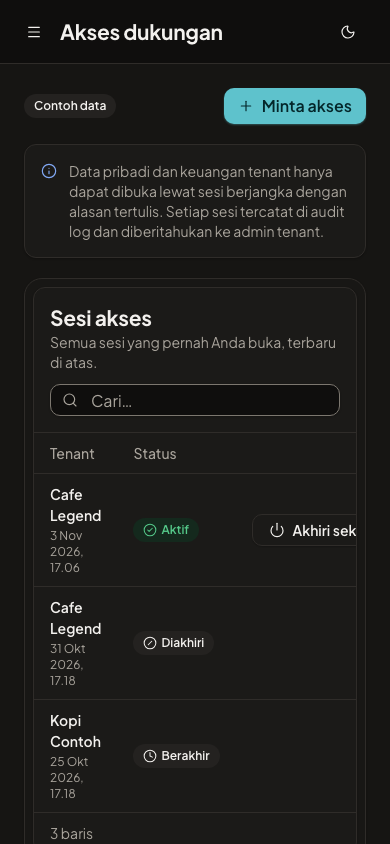 Akses dukungan
Contoh data
Minta akses
Data pribadi dan keuangan tenant hanya
dapat dibuka lewat sesi berjangka dengan
alasan tertulis. Setiap sesi tercatat di audit
log dan diberitahukan ke admin tenant.
Sesi akses
Semua sesi yang pernah Anda buka, terbaru
di atas.
Cari...
Tenant Status
Cafe
Legend
3 Nov
2026,
17.06
Aktif
Akhiri sek
Cafe
Legend
31 Okt
2026,
17.18
Diakhiri
Kopi
Contoh
25 Okt
2026,
17.18
Berakhir
3 baris